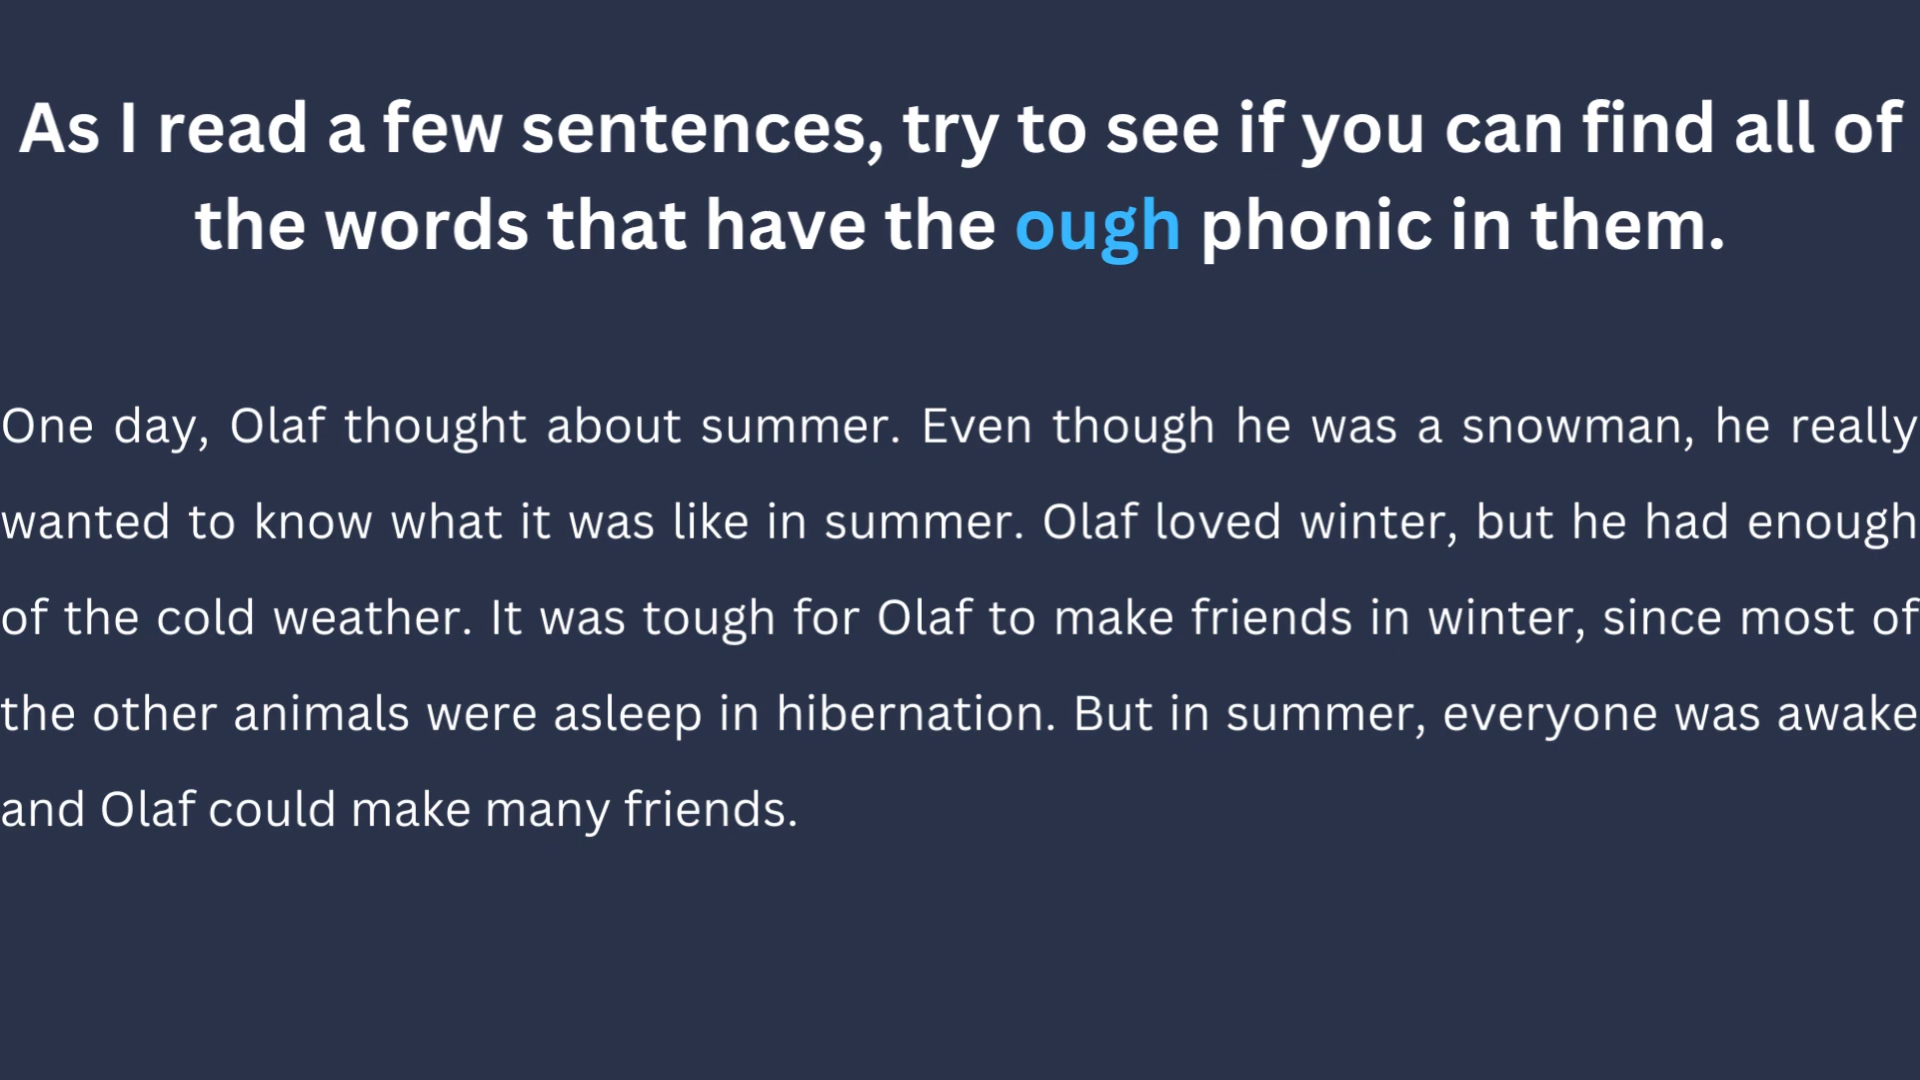 As I read a few sentences, try to see if you can find all of
the words that have the ough phonic in them.
One day, Olaf thought about summer. Even though he was a snowman, he really
wanted to know what it was like in summer. Olaf loved winter, but he had enough
of the cold weather. It was tough for Olaf to make friends in winter, since most of
the other animals were asleep in hibernation. But in summer, everyone was awake
and Olaf could make many friends.